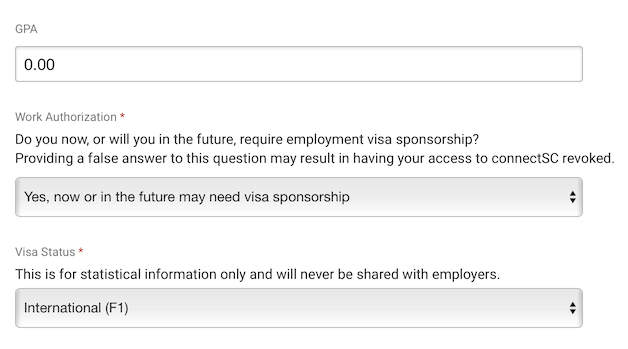 GPA
0.00
Work Authorization *
Do you now, or will you in the future, require employment visa sponsorship?
Providing a false answer to this question may result in having your access to connectSC revoked.
Yes, now or in the future may need visa sponsorship
Visa Status *
This is for statistical information only and will never be shared with employers.
International (F1)